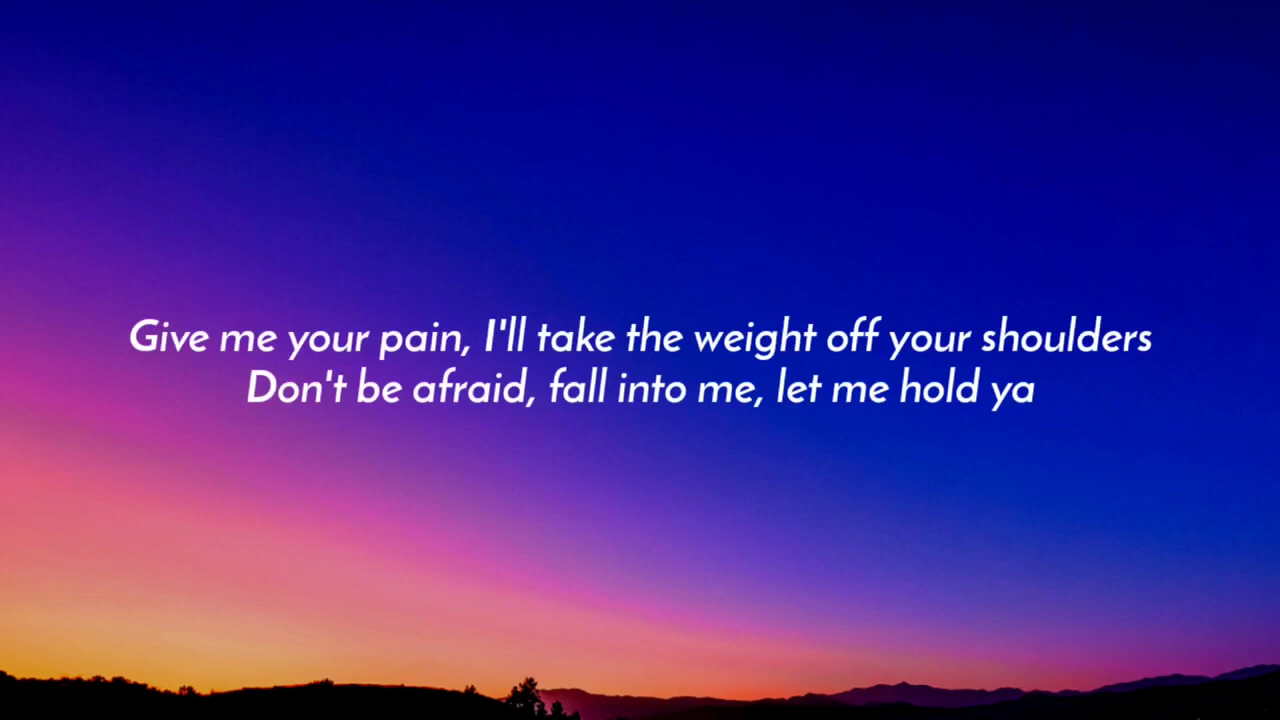 Give me your pain, I'll take the weight off your shoulders
Don't be afraid, fall into me, let me hold ya